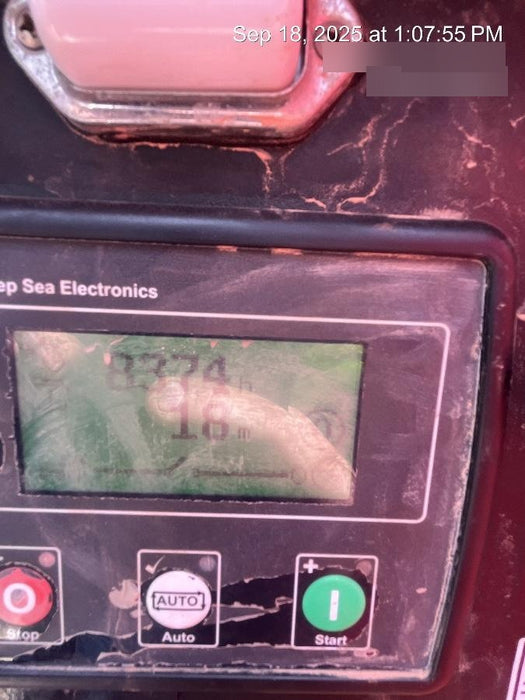 Sep 18, 2025 at 1:07:55 PM
ep Sea Electronics
8374 h
18 m
AUTO
+
Stop
Auto
Start